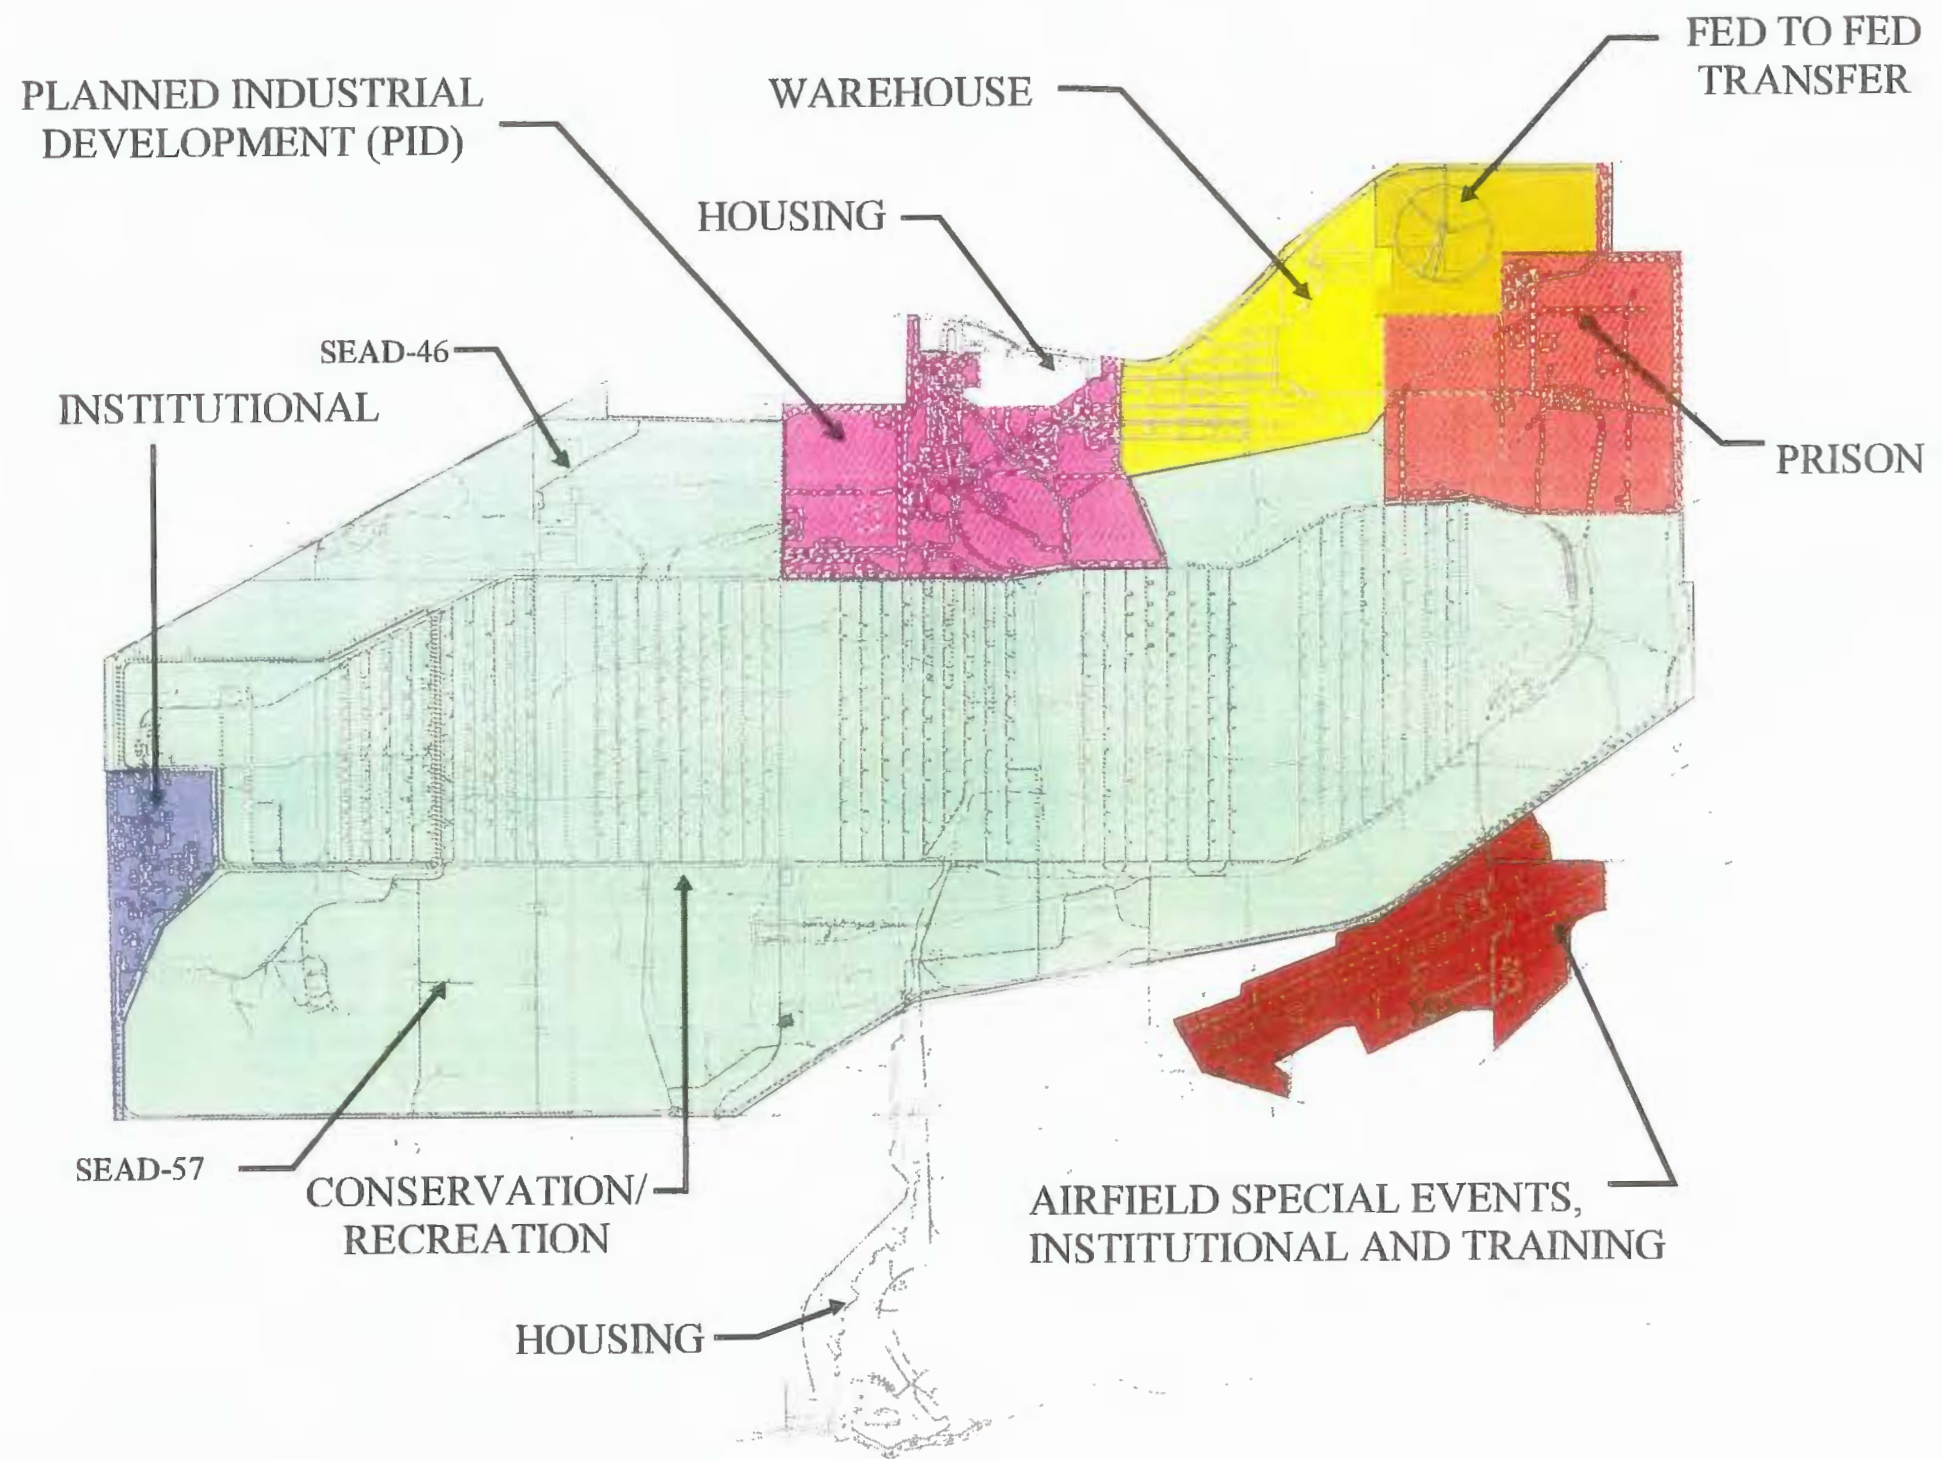 FED TO FED
TRANSFER
PLANNED INDUSTRIAL
DEVELOPMENT (PID)
WAREHOUSE
HOUSING
SEAD-46
INSTITUTIONAL
PRISON
SEAD-57
CONSERVATION/
RECREATION
AIRFIELD SPECIAL EVENTS,
INSTITUTIONAL AND TRAINING
HOUSING